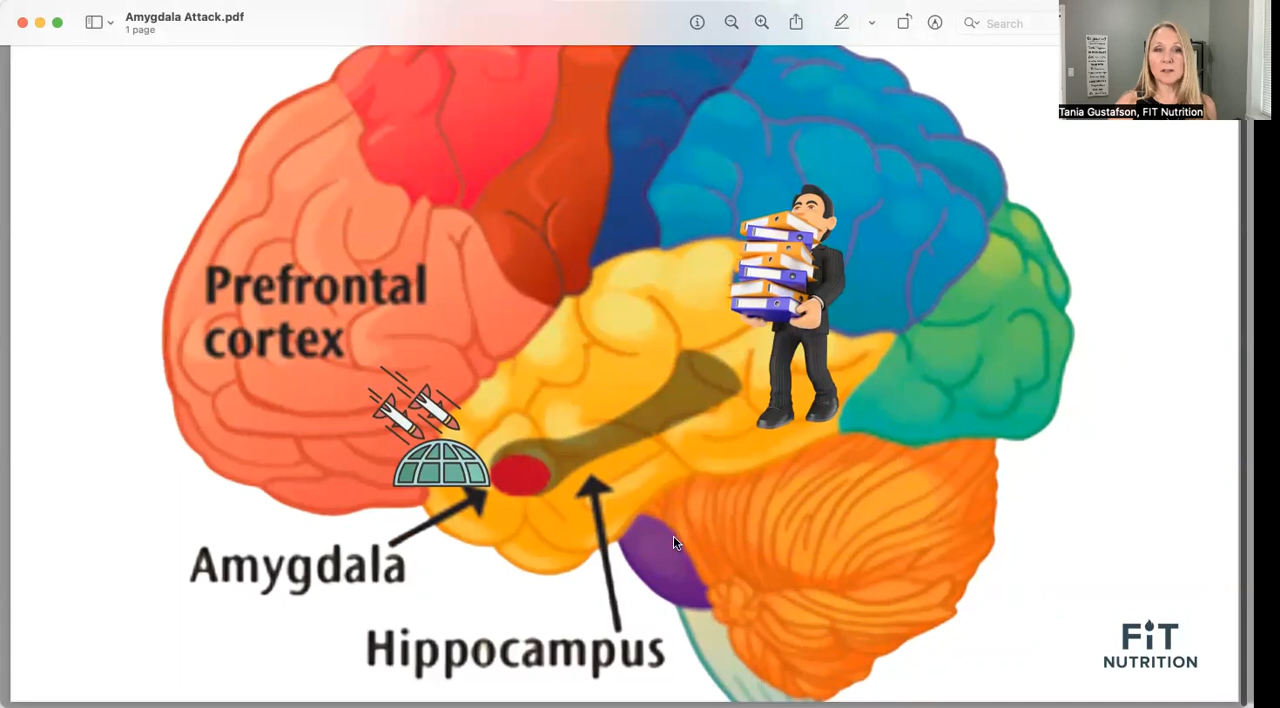 Amygdala Attack.pdf
1 page
Search
Tania Gustafson, FIT Nutrition
Prefrontal
cortex
Amygdala
Hippocampus
FiT
NUTRITION